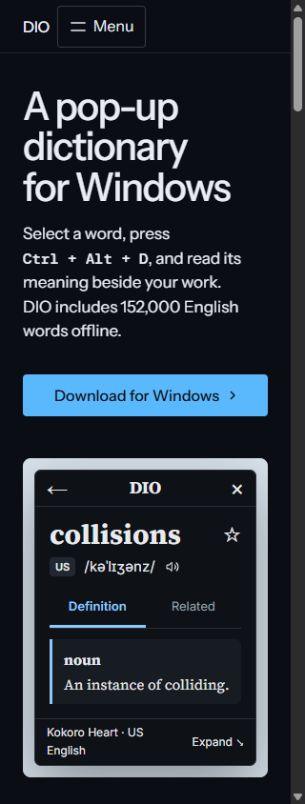 DIO
Menu
A pop-up
dictionary
for Windows
Select a word, press
Ctrl + Alt + D, and read its
meaning beside your work.
DIO includes 152,000 English
words offline.
Download for Windows
DIO
collisions
US /kəˈlɪʒənz/
Definition Related
noun
An instance of colliding.
Kokoro Heart · US
English
Expand